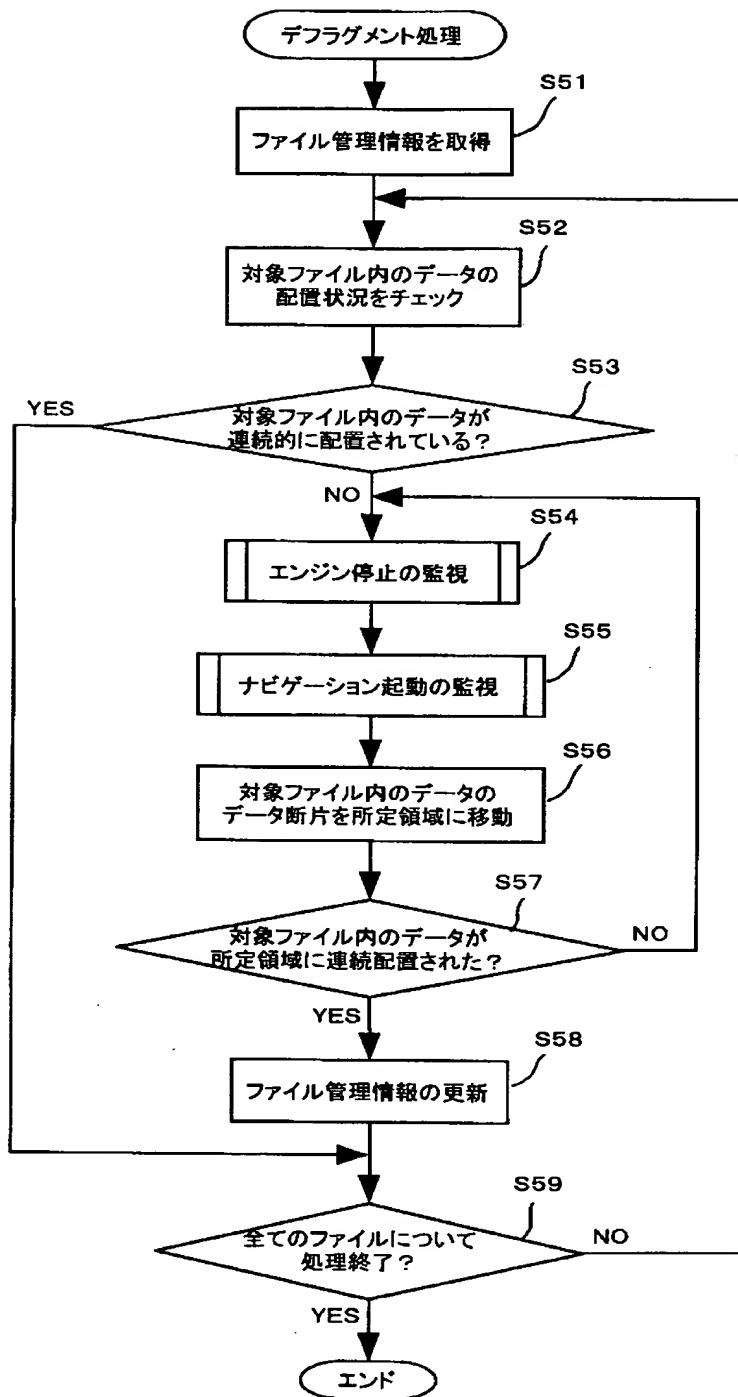 デフラグメント処理
S51
ファイル管理情報を取得
S52
対象ファイル内のデータの
配置状況をチェック
S53
YES
対象ファイル内のデータが
連続的に配置されている？
NO
S54
エンジン停止の監視
S55
ナビゲーション起動の監視
S56
対象ファイル内のデータの
データ断片を所定領域に移動
S57
対象ファイル内のデータが
所定領域に連続配置された？
NO
YES
S58
ファイル管理情報の更新
S59
全てのファイルについて
処理終了？
NO
YES
エンド